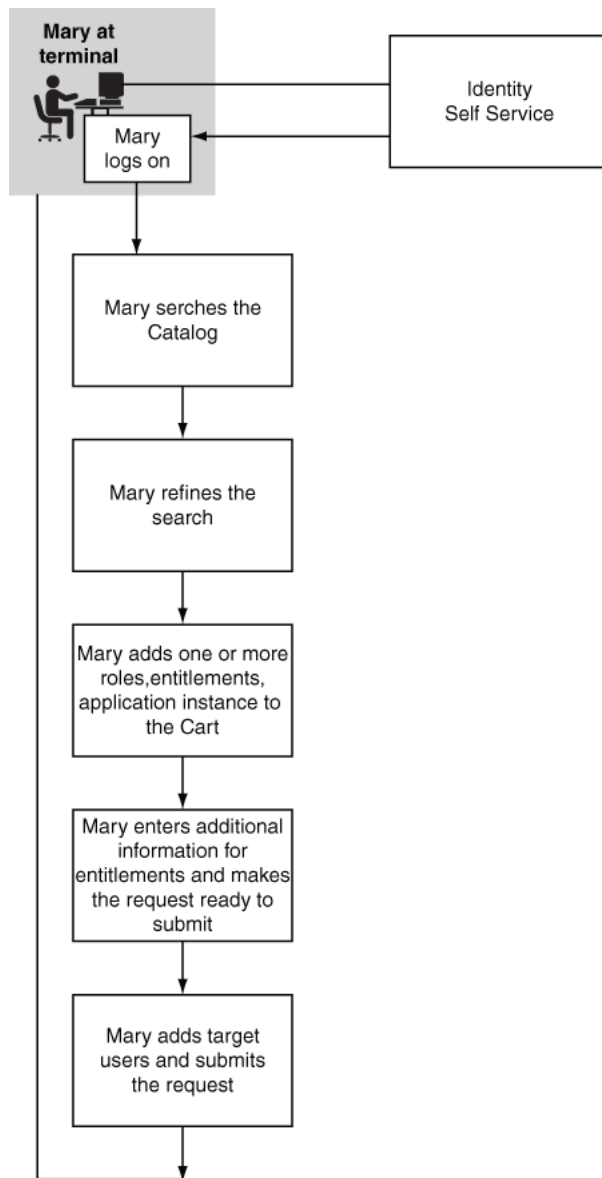 Mary at
terminal
Mary
logs on
Identity
Self Service
Mary serches the
Catalog
Mary refines the
search
Mary adds one or more
roles,entitlements,
application instance to
the Cart
Mary enters additional
information for
entitlements and makes
the request ready to
submit
Mary adds target
users and submits
the request